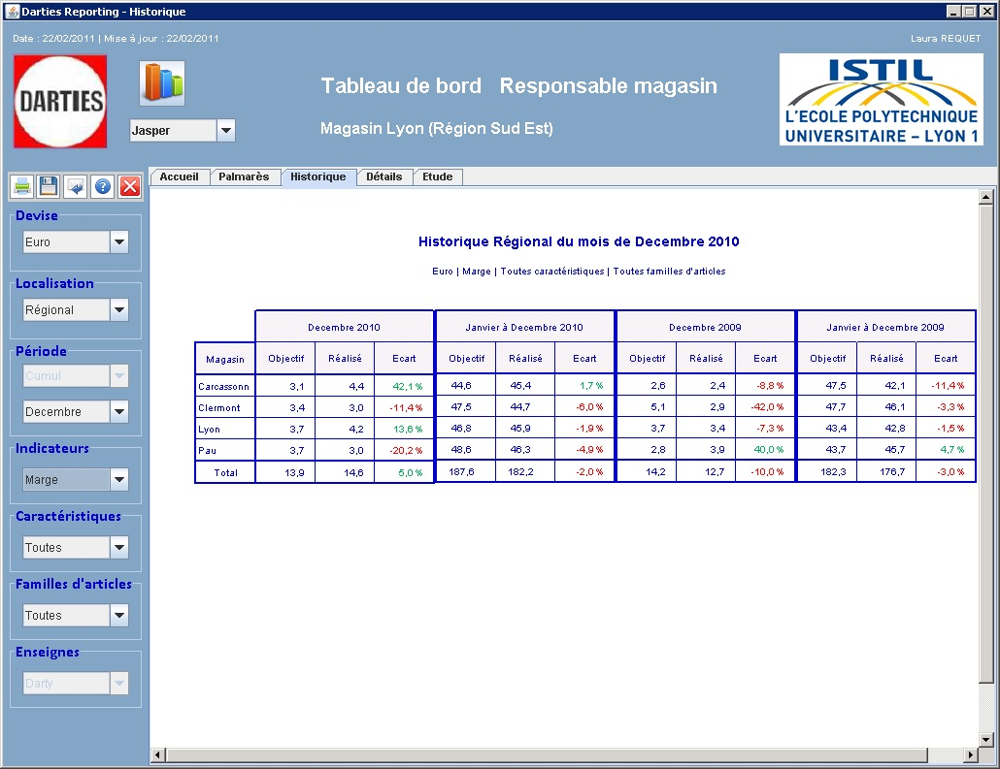 Darties Reporting - Historique
Date : 22/02/2011 | Mise à jour : 22/02/2011
Laura REQUET
DARTIES
Jasper
Tableau de bord Responsable magasin
Magasin Lyon (Région Sud Est)
ISTIL
L'ECOLE POLYTECHNIQUE
UNIVERSITAIRE – LYON 1
Accueil Palmarès Historique Détails Etude
Devise
Euro
Localisation
Régional
Période
Cumul
Decembre
Indicateurs
Marge
Caractéristiques
Toutes
Familles d'articles
Toutes
Enseignes
Darty
Historique Régional du mois de Decembre 2010
Euro | Marge | Toutes caractéristiques | Toutes familles d'articles
Decembre 2010 Janvier à Decembre 2010 Decembre 2009 Janvier à Decembre 2009
Magasin Objectif Réalisé Ecart Objectif Réalisé Ecart Objectif Réalisé Ecart Objectif Réalisé Ecart
Carcassonn 3,1 4,4 42,1 % 44,6 45,4 1,7 % 2,6 2,4 -8,8 % 47,5 42,1 -11,4 %
Clermont 3,4 3,0 -11,4 % 47,5 44,7 -6,0 % 5,1 2,9 -42,0 % 47,7 46,1 -3,3 %
Lyon 3,7 4,2 13,6 % 46,8 45,9 -1,9 % 3,7 3,4 -7,3 % 43,4 42,8 -1,5 %
Pau 3,7 3,0 -20,2 % 48,6 46,3 -4,9 % 2,8 3,9 40,0 % 43,7 45,7 4,7 %
Total 13,9 14,6 5,0 % 187,6 182,2 -2,0 % 14,2 12,7 -10,0 % 182,3 176,7 -3,0 %